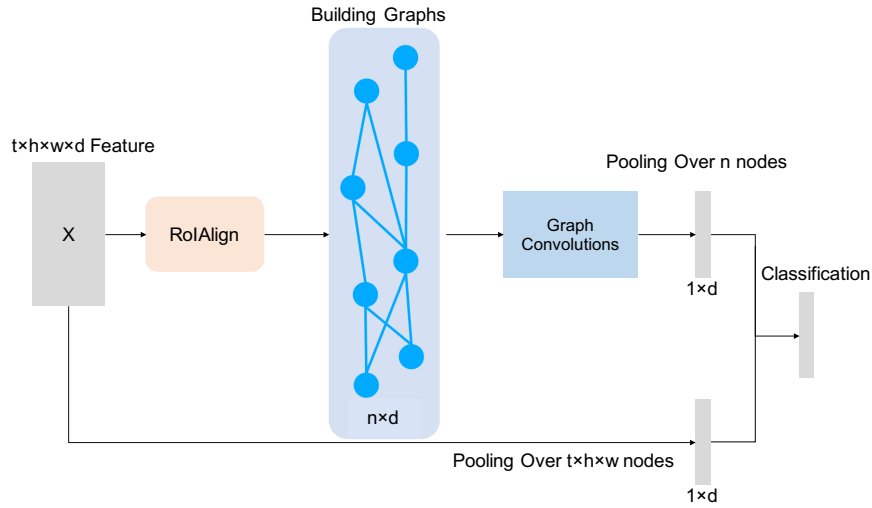 Building Graphs
t×h×w×d Feature
X
RoIAlign
n×d
Graph
Convolutions
Pooling Over n nodes
1×d
Classification
Pooling Over t×h×w nodes
1×d